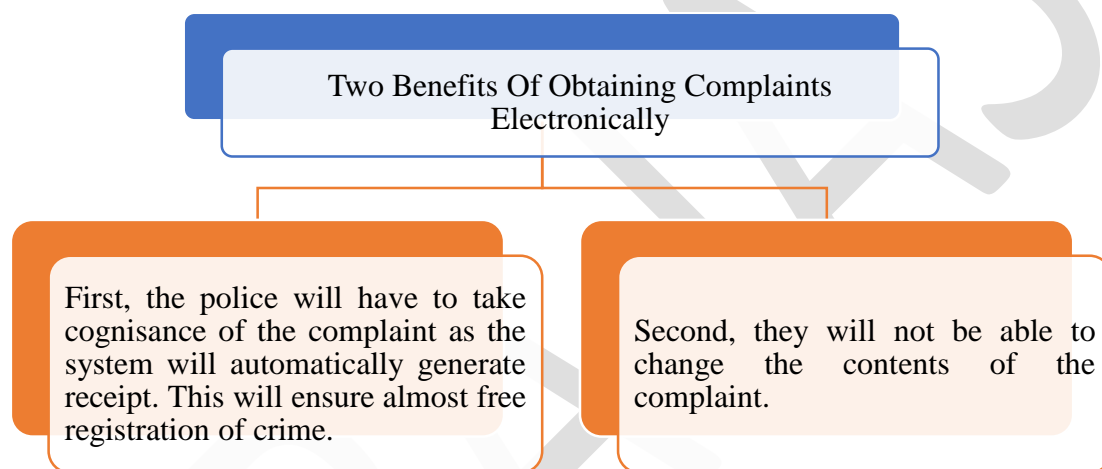 Two Benefits Of Obtaining Complaints
Electronically
First, the police will have to take
cognisance of the complaint as the
system will automatically generate
receipt. This will ensure almost free
registration of crime.
Second, they will not be able to
change the contents of the
complaint.